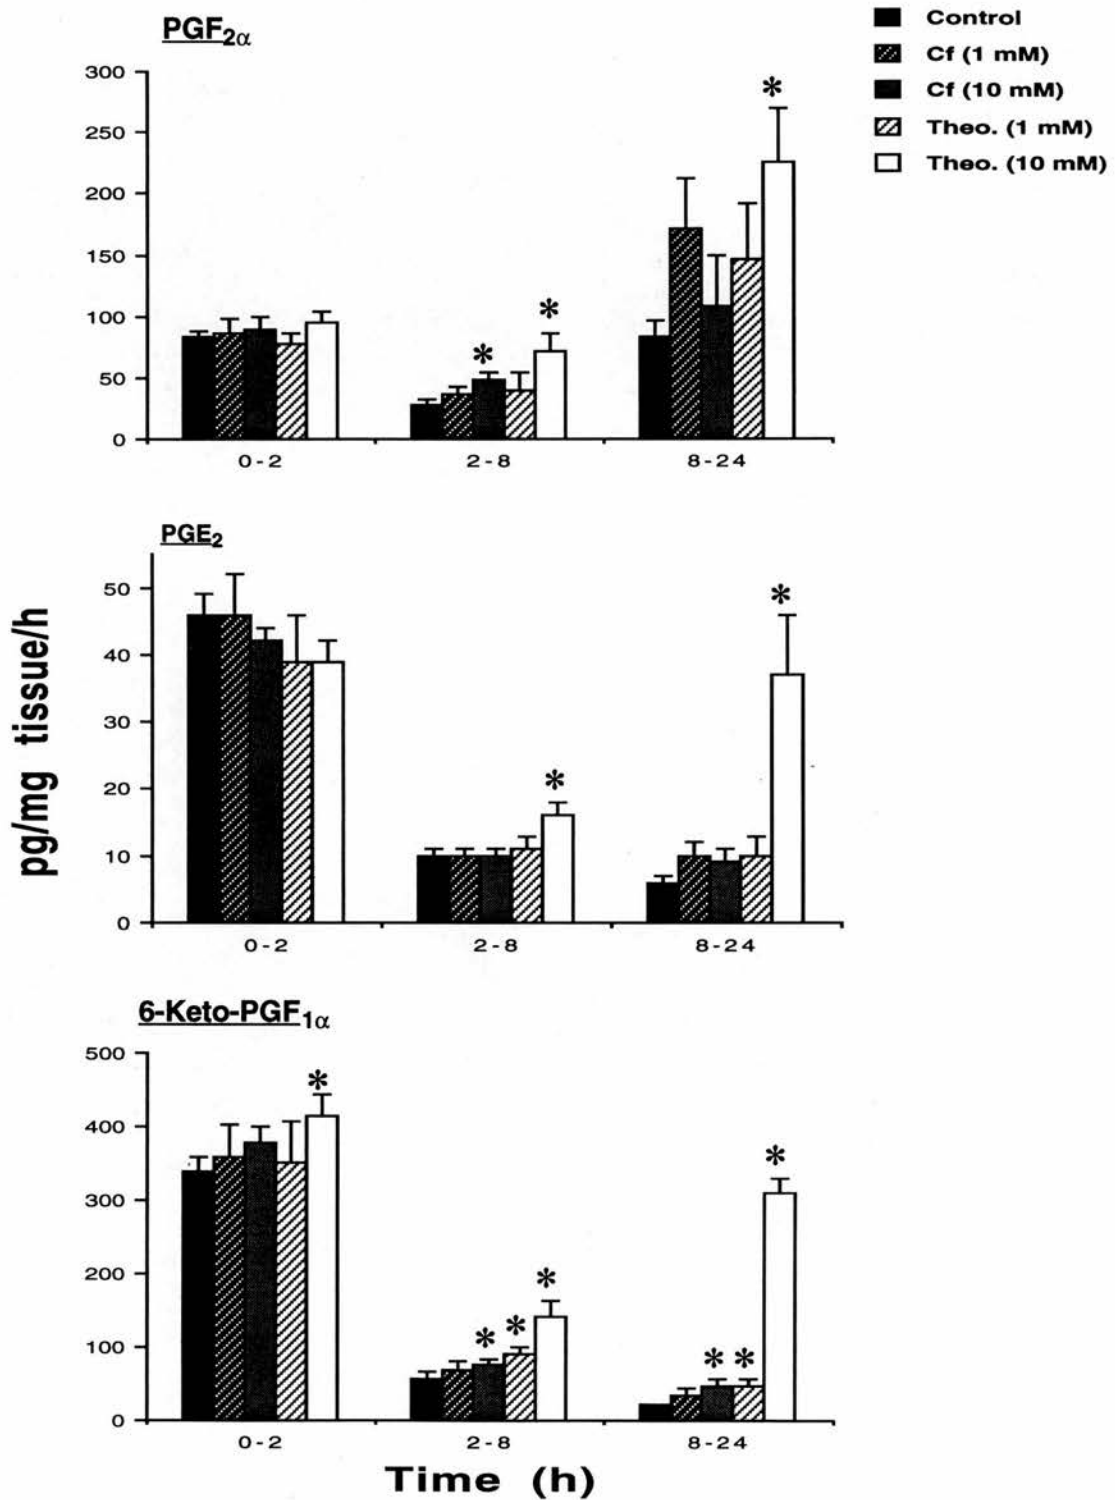 PGF2α
Control
Cf (1 mM)
Cf (10 mM)
Theo. (1 mM)
Theo. (10 mM)
300
250
200
150
100
50
0
*
*
*
0-2
2-8
8-24
PGE2
50
40
30
20
10
0
*
*
0-2
2-8
8-24
pg/mg tissue/h
6-Keto-PGF1α
500
400
300
200
100
0
*
* * *
* * *
0-2
2-8
8-24
Time (h)